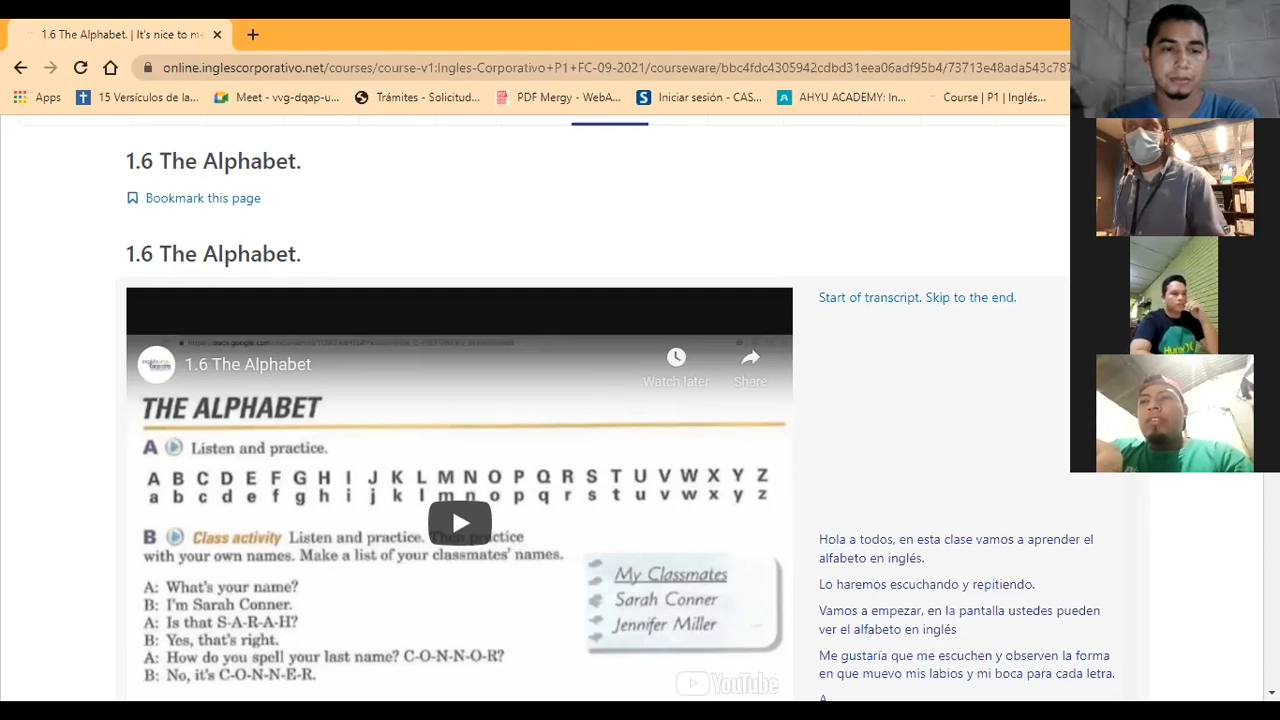 1.6 The Alphabet. | It's nice to me
online.inglescorporativo.net/courses/course-v1:Ingles-Corporativo+P1+FC-09-2021/courseware/bbc4fdc4305942cdbd31eea06adf95b4/73713e48ada543c787
Apps
15 Versículos de la...
Meet - vvg-dqap-u...
Trámites - Solicitud...
PDF Mergy - WebA...
Iniciar sesión - CAS...
AHYU ACADEMY: In...
Course | P1 | Inglés...
1.6 The Alphabet.
Bookmark this page
1.6 The Alphabet.
1.6 The Alphabet
Watch later
Share
THE ALPHABET
A Listen and practice.
A B C D E F G H I J K L M N O P Q R S T U V W X Y Z
a b c d e f g h i j k l m n o p q r s t u v w x y z
B Class activity Listen and practice. Then practice
with your own names. Make a list of your classmates' names.
A: What's your name?
B: I'm Sarah Conner.
A: Is that S-A-R-A-H?
B: Yes, that's right.
A: How do you spell your last name? C-O-N-N-O-R?
B: No, it's C-O-N-N-E-R.
My Classmates
Sarah Conner
Jennifer Miller
YouTube
Start of transcript. Skip to the end.
Hola a todos, en esta clase vamos a aprender el
alfabeto en inglés.
Lo haremos escuchando y repitiendo.
Vamos a empezar, en la pantalla ustedes pueden
ver el alfabeto en inglés
Me gustaría que me escuchen y observen la forma
en que muevo mis labios y mi boca para cada letra.
A